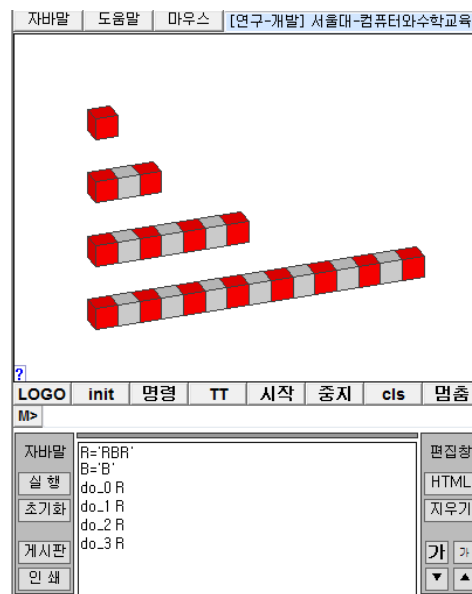 자바말 도움말 마우스 [연구-개발] 서울대-컴퓨터와수학교육
?
LOGO init 명령 TT 시작 중지 cls 멈춤
M>
자바말
실 행
초기화
게시판
인 쇄
R='RBR'
B='B'
do_0 R
do_1 R
do_2 R
do_3 R
편집창
HTML
지우기
가 가
▼ ▲